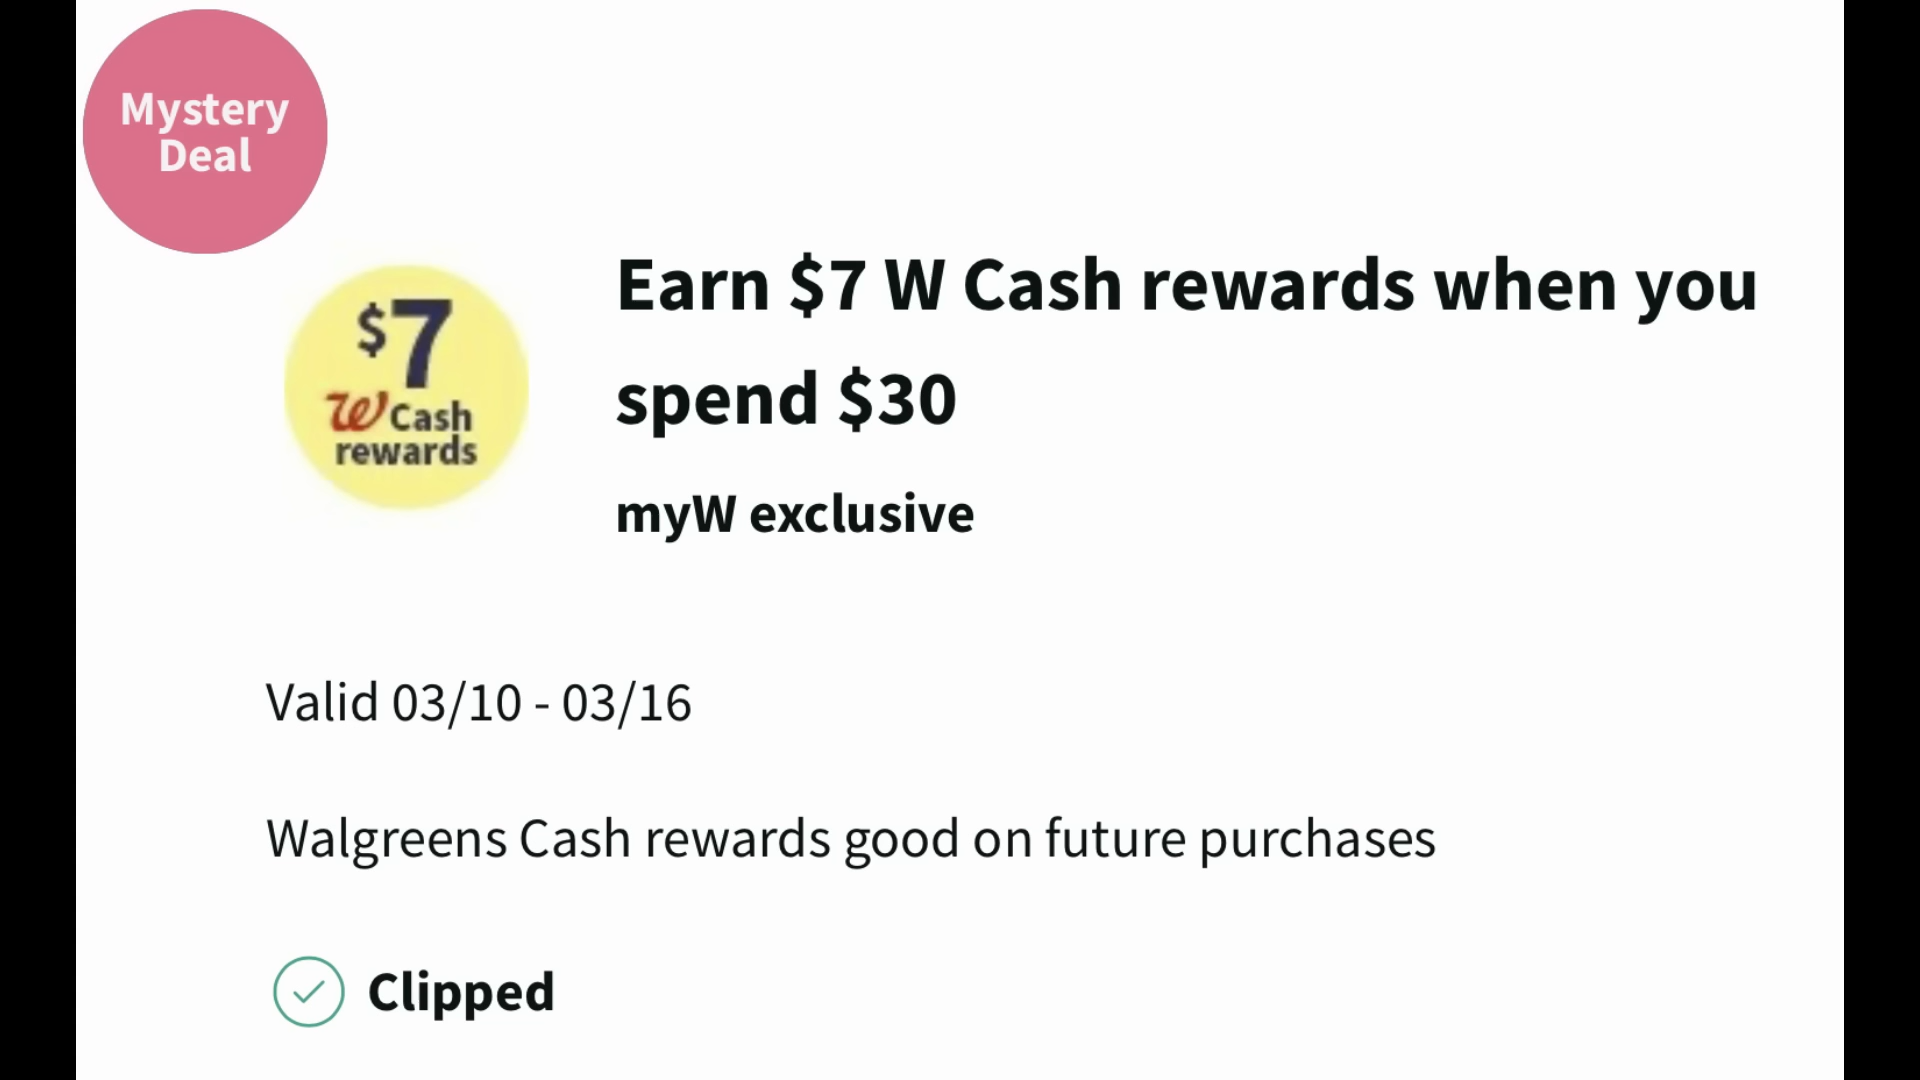 Mystery
Deal
$7
W Cash
rewards
Earn $7 W Cash rewards when you
spend $30
myW exclusive
Valid 03/10 - 03/16
Walgreens Cash rewards good on future purchases
Clipped